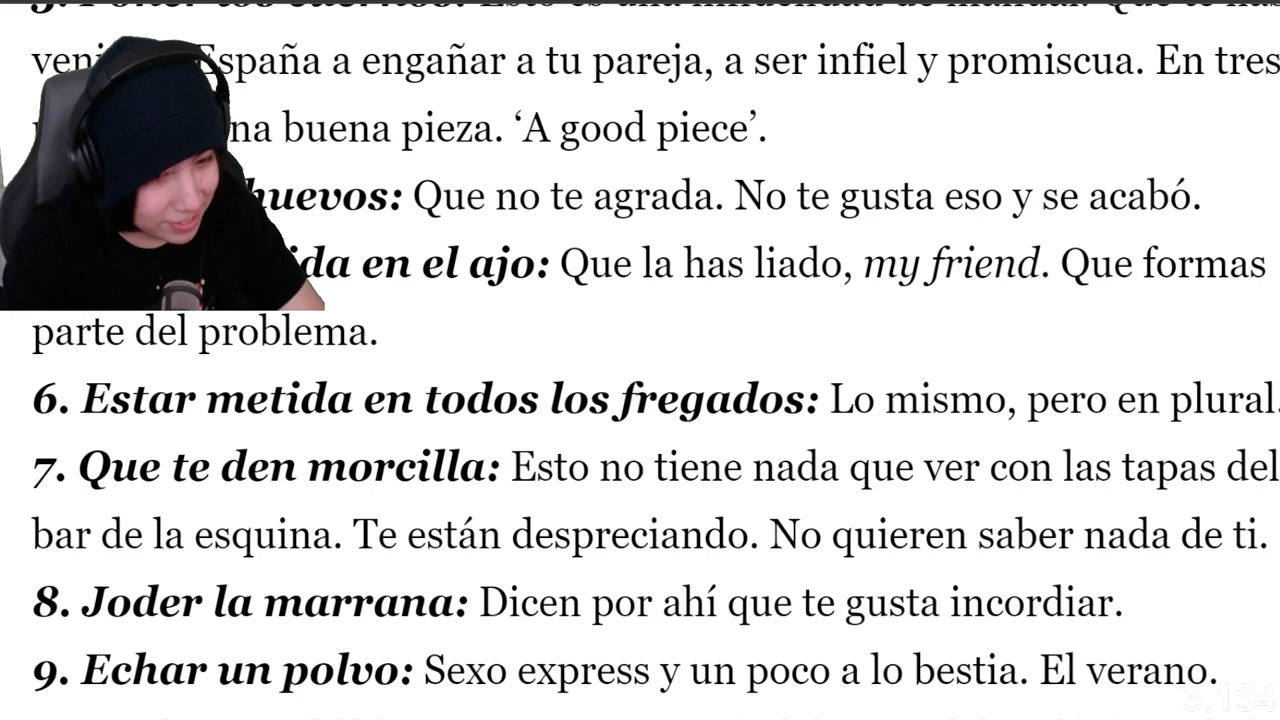 veni España a engañar a tu pareja, a ser infiel y promiscua. En tres
na buena pieza. ‘A good piece’.
huevos: Que no te agrada. No te gusta eso y se acabó.
ida en el ajo: Que la has liado, my friend. Que formas
parte del problema.
6. Estar metida en todos los fregados: Lo mismo, pero en plural.
7. Que te den morcilla: Esto no tiene nada que ver con las tapas del
bar de la esquina. Te están despreciando. No quieren saber nada de ti.
8. Joder la marrana: Dicen por ahí que te gusta incordiar.
9. Echar un polvo: Sexo express y un poco a lo bestia. El verano.
3,134